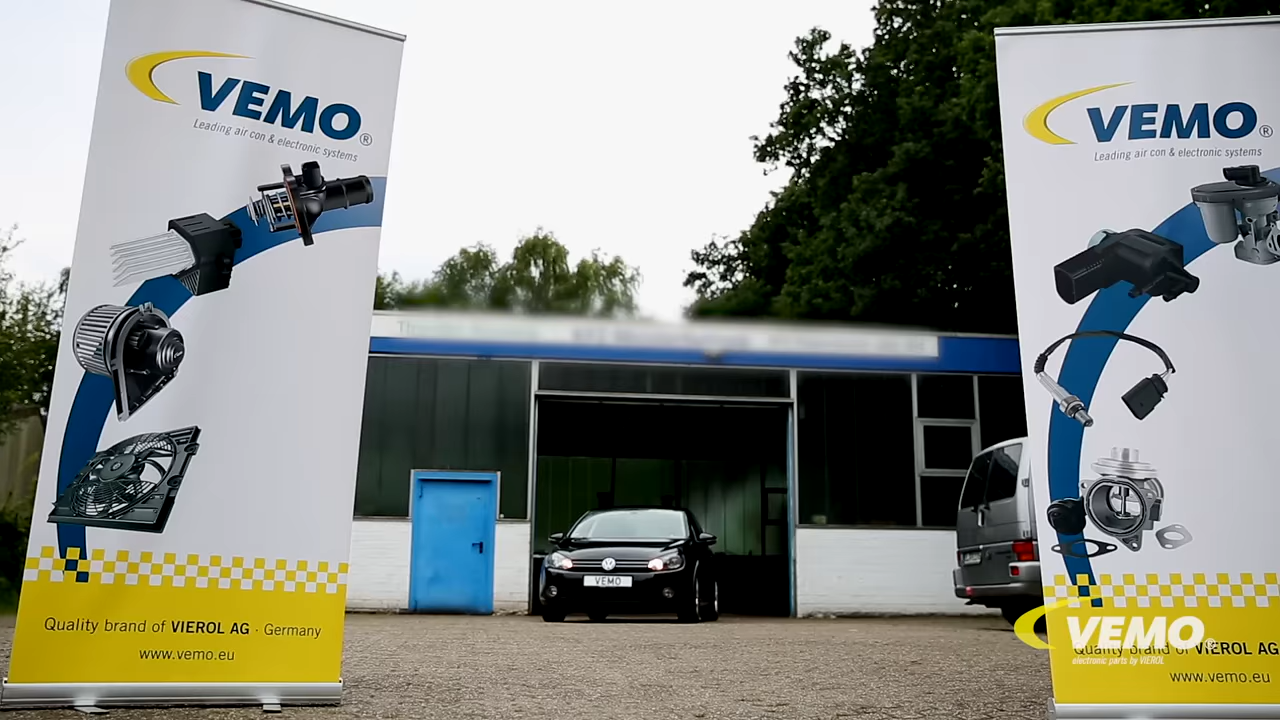 VEMO®
Leading air con & electronic systems
Quality brand of VIEROL AG · Germany
www.vemo.eu
VEMO
VEMO®
Leading air con & electronic systems
Quality brand of VIEROL AG
www.vemo.eu
VEMO®
electronic parts by VIEROL